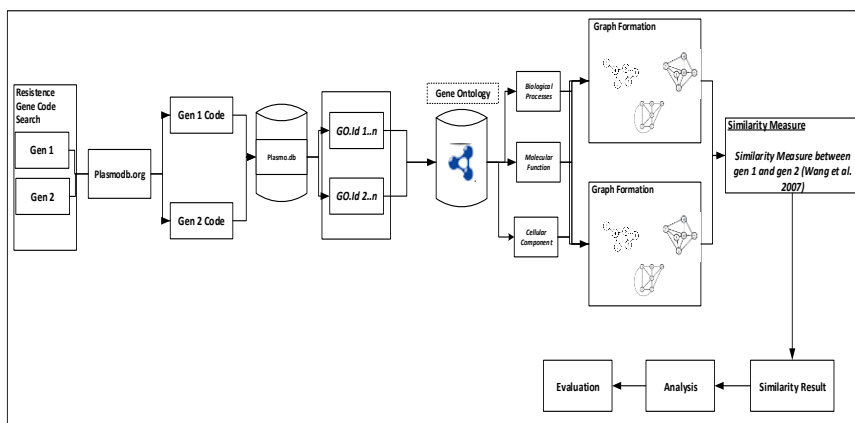 Resistence
Gene Code
Search
Gen 1
Gen 2
Plasmodb.org
Gen 1 Code
Gen 2 Code
Plasmo.db
GO.Id 1..n
GO.Id 2..n
Gene Ontology
Biological
Processes
Molecular
Function
Cellular
Component
Graph Formation
Graph Formation
Similarity Measure
Similarity Measure between
gen 1 and gen 2 (Wang et al.
2007)
Similarity Result
Analysis
Evaluation